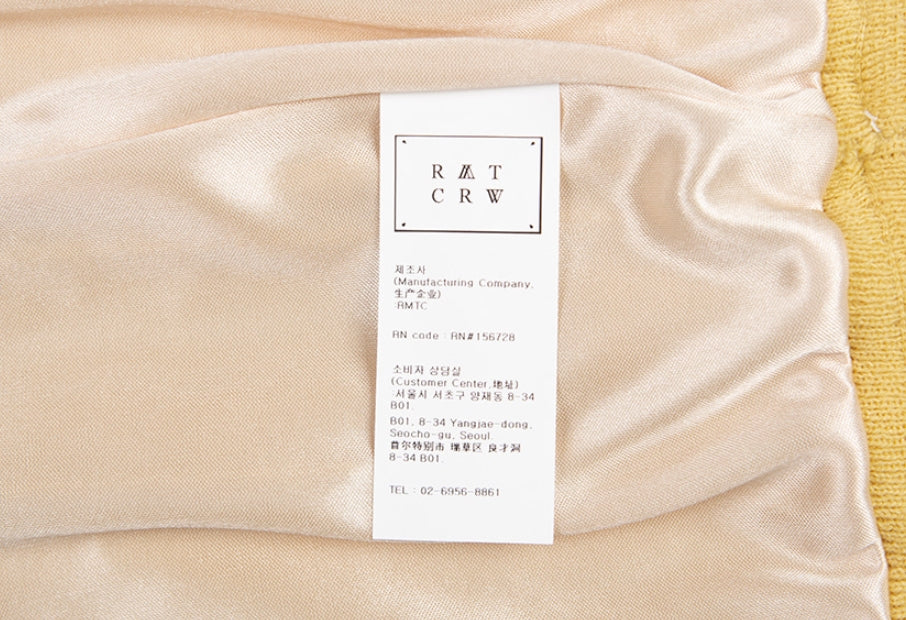 RMT
CRW
제조사
(Manufacturing Company,
生产企业)
:RMTC
RN code : RN#156728
소비자 상담실
(Customer Center,地址)
:서울시 서초구 양재동 8-34
B01.
B01, 8-34 Yangjae-dong,
Seocho-gu, Seoul.
首尔特别市 瑞草区 良才洞
8-34 B01.
TEL : 02-6956-8861